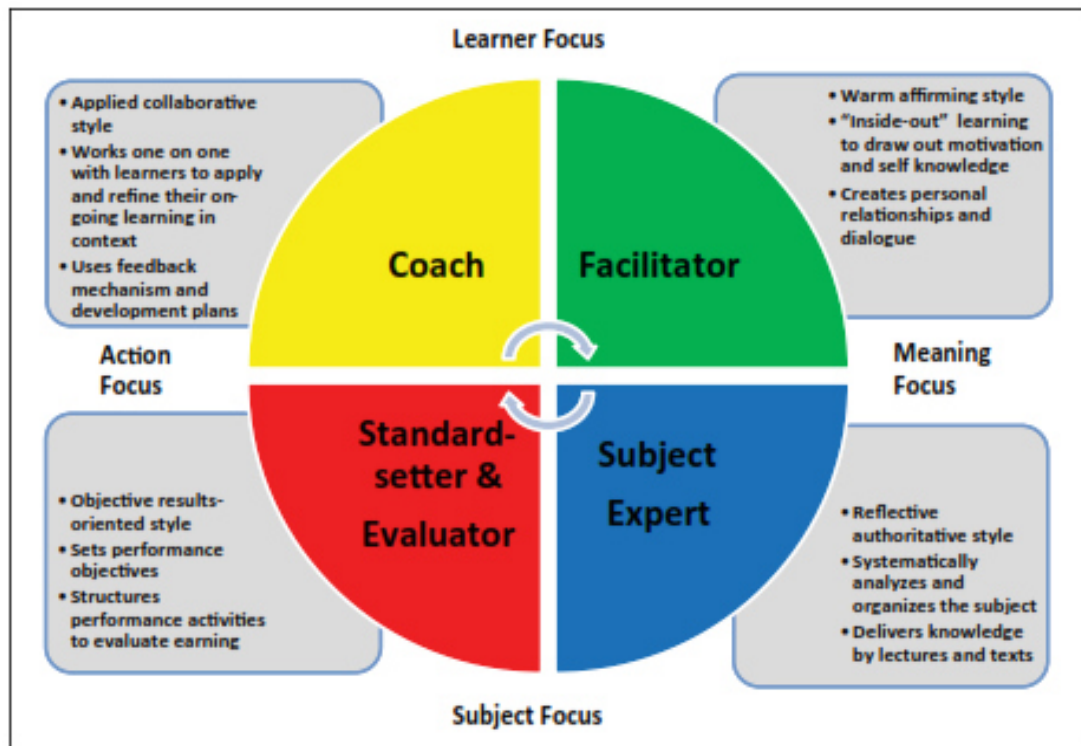 Learner Focus
• Applied collaborative
style
• Works one on one
with learners to apply
and refine their on-
going learning in
context
• Uses feedback
mechanism and
development plans
• Warm affirming style
• “Inside-out” learning
to draw out motivation
and self knowledge
• Creates personal
relationships and
dialogue
Coach
Facilitator
Action
Focus
Meaning
Focus
Standard-
setter &
Evaluator
Subject
Expert
• Objective results-
oriented style
• Sets performance
objectives
• Structures
performance activities
to evaluate earning
• Reflective
authoritative style
• Systematically
analyzes and
organizes the subject
• Delivers knowledge
by lectures and texts
Subject Focus